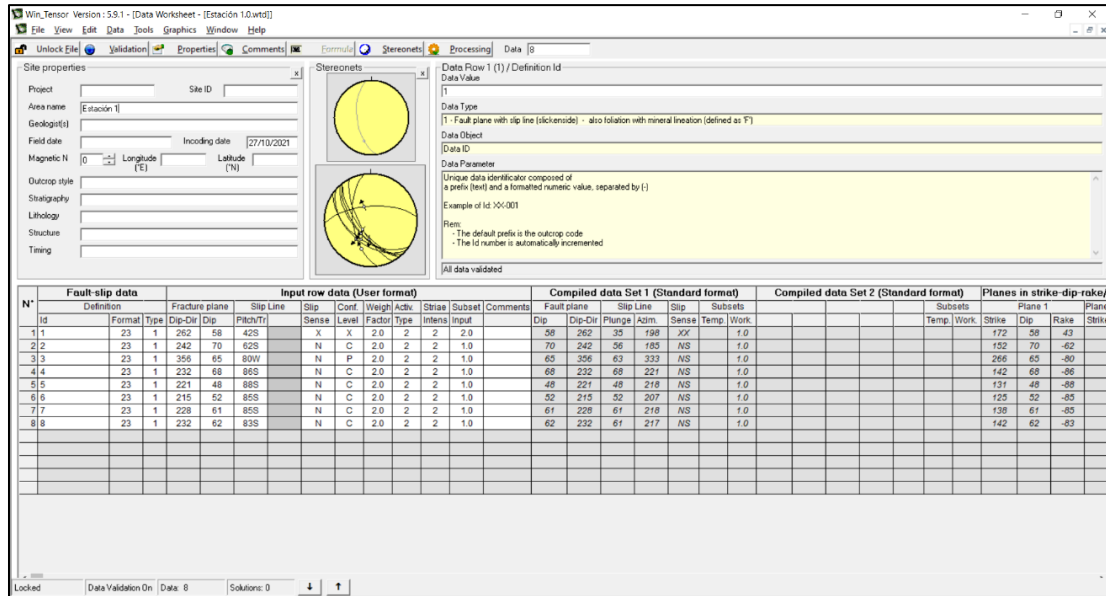 Win_Tensor Version : 5.9.1 - [Data Worksheet - [Estación 1.0.wtd]]
File View Edit Data Tools Graphics Window Help
Unlock File Validation Properties Comments Formula Stereonets Processing Data 8
Site properties x
Project Site ID
Area name Estación 1
Geologist(s)
Field date Incoding date 27/10/2021
Magnetic N 0 Longitude (°E) Latitude (°N)
Outcrop style
Stratigraphy
Lithology
Structure
Timing
Stereonets x
Data Row 1 (1) / Definition Id
Data Value
1
Data Type
1 - Fault plane with slip line (slickenside) - also foliation with mineral lineation (defined as 'F')
Data Object
Data ID
Data Parameter
Unique data identificator composed of
a prefix (text) and a formatted numeric value, separated by (-)
Example of Id: XX-001
Rem:
- The default prefix is the outcrop code
- The Id number is automatically incremented
All data validated
N° Fault-slip data Input row data (User format) Compiled data Set 1 (Standard format) Compiled data Set 2 (Standard format) Planes in strike-dip-rake/
Definition Fracture plane Slip Line Slip Cont. Weigh Activ. Striae Subset Comments Fault plane Slip Line Slip Subsets Subsets Plane 1 Plane
Id Format Type Dip-Dir Dip Pitch/Tr Sense Level Factor Type Intens Input Dip Dip-Dir Plunge Azim. Sense Temp. Work. Temp. Work. Strike Dip Rake Strike
1 1 23 1 262 58 42S X X 2.0 2 2 2.0 58 262 35 198 XX 1.0 172 58 43
2 2 23 1 242 70 62S N C 2.0 2 2 1.0 70 242 56 185 NS 1.0 152 70 -62
3 3 23 1 356 65 80W N P 2.0 2 2 1.0 65 356 63 333 NS 1.0 266 65 -80
4 4 23 1 232 68 86S N C 2.0 2 2 1.0 68 232 68 221 NS 1.0 142 68 -86
5 5 23 1 221 48 88S N C 2.0 2 2 1.0 48 221 48 218 NS 1.0 131 48 -88
6 6 23 1 215 52 85S N C 2.0 2 2 1.0 52 215 52 207 NS 1.0 125 52 -85
7 7 23 1 228 61 85S N C 2.0 2 2 1.0 61 228 61 218 NS 1.0 138 61 -85
8 8 23 1 232 62 83S N C 2.0 2 2 1.0 62 232 61 217 NS 1.0 142 62 -83
Locked Data Validation On Data: 8 Solutions: 0